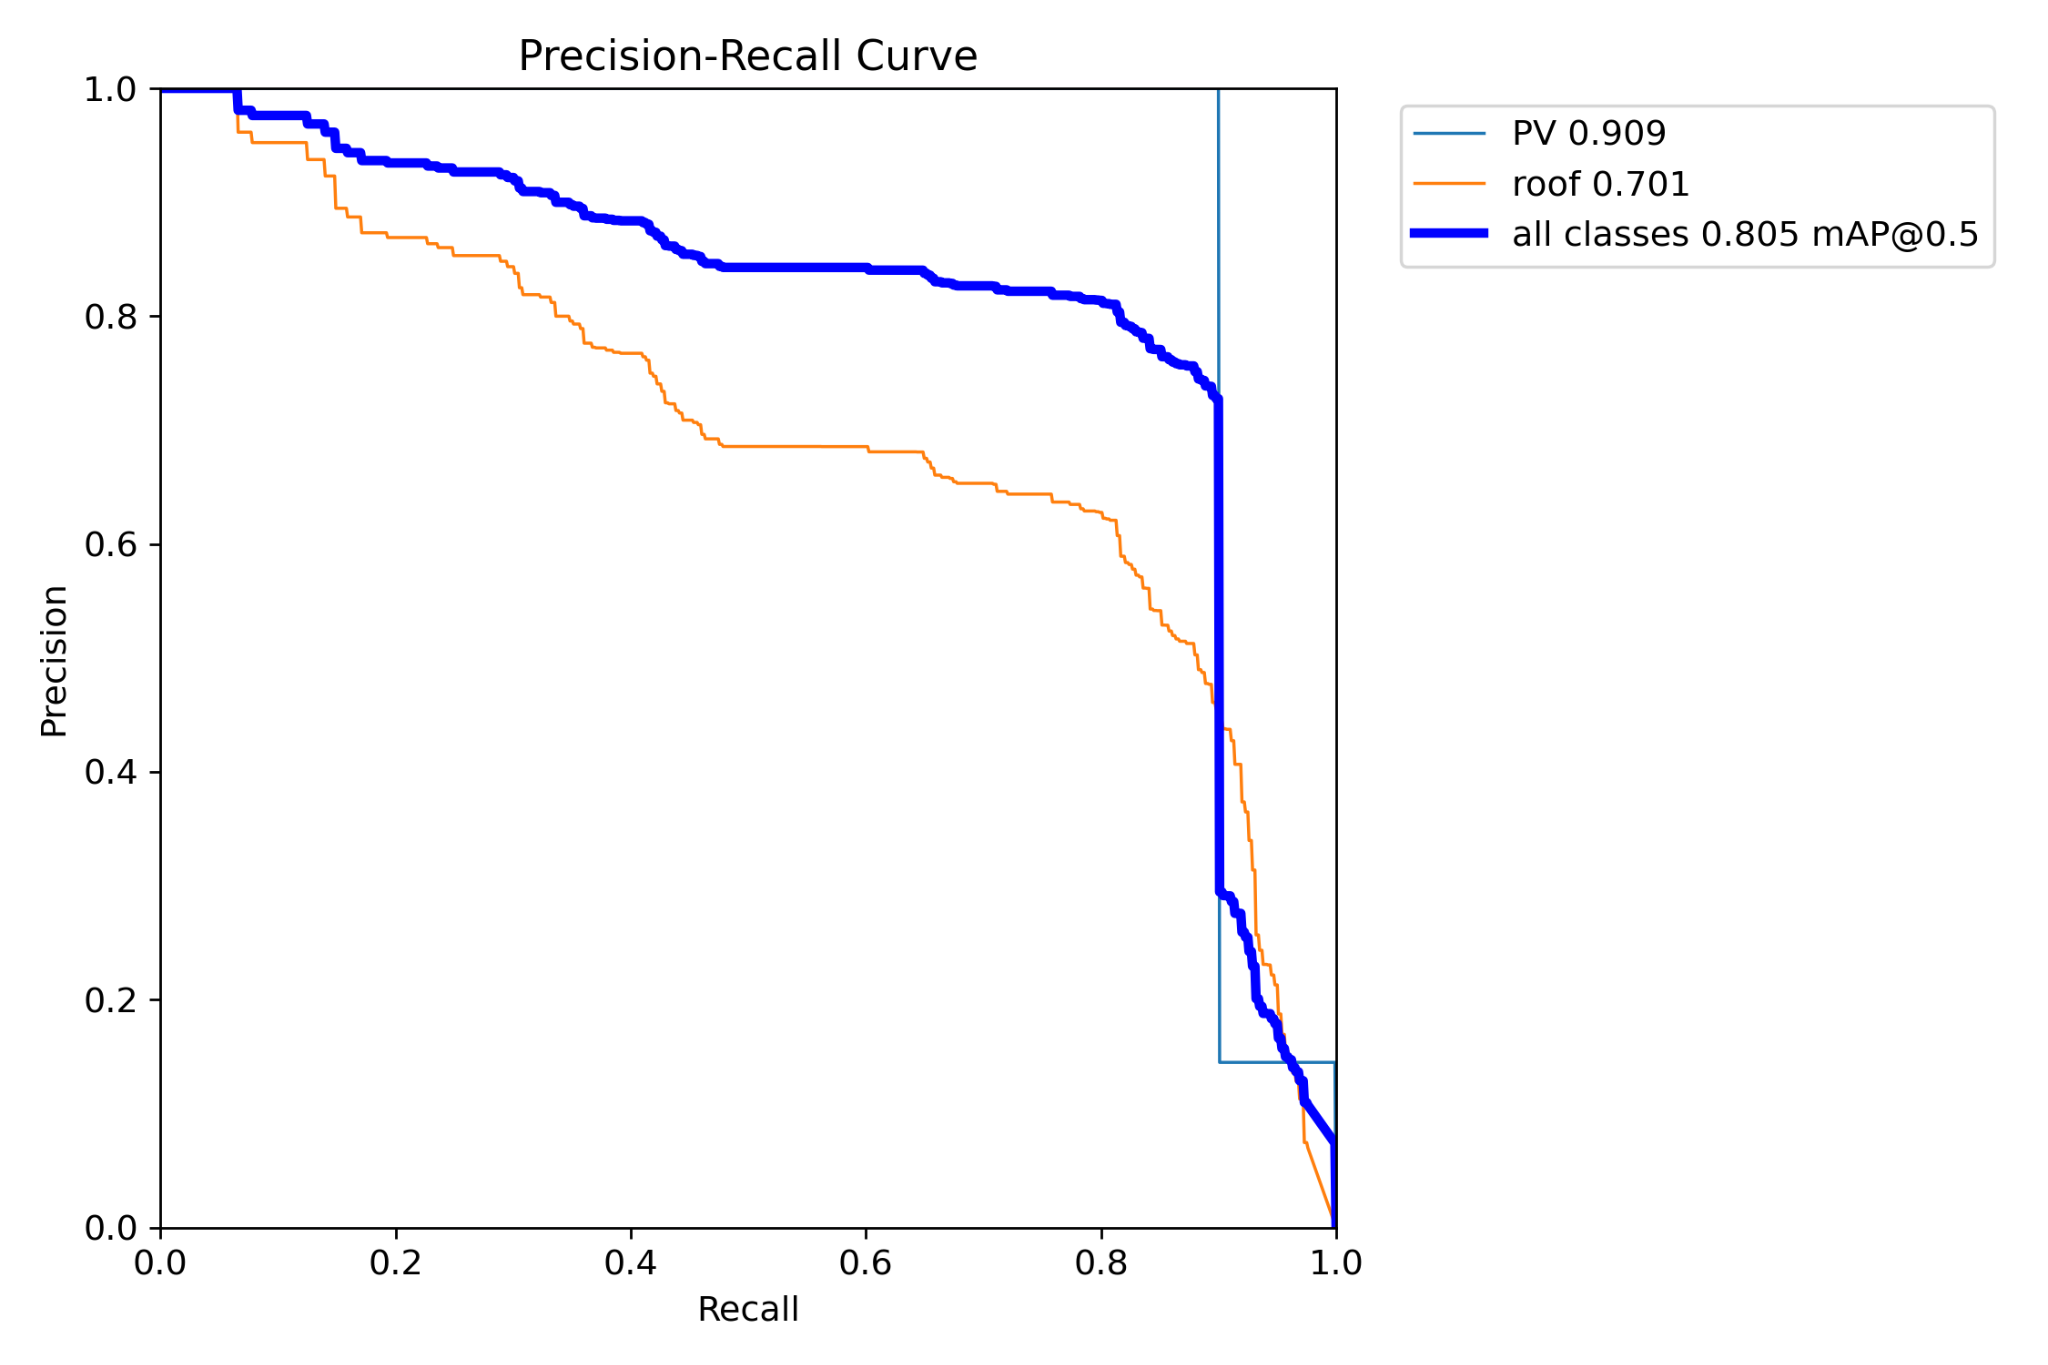 Precision-Recall Curve
PV 0.909
roof 0.701
all classes 0.805 mAP@0.5
Precision
1.0
0.8
0.6
0.4
0.2
0.0
0.0 0.2 0.4 0.6 0.8 1.0
Recall